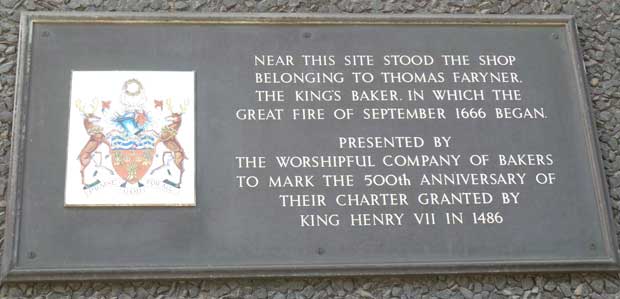 NEAR THIS SITE STOOD THE SHOP
BELONGING TO THOMAS FARYNER,
THE KING'S BAKER, IN WHICH THE
GREAT FIRE OF SEPTEMBER 1666 BEGAN.
PRESENTED BY
THE WORSHIPFUL COMPANY OF BAKERS
TO MARK THE 500th ANNIVERSARY OF
THEIR CHARTER GRANTED BY
KING HENRY VII IN 1486